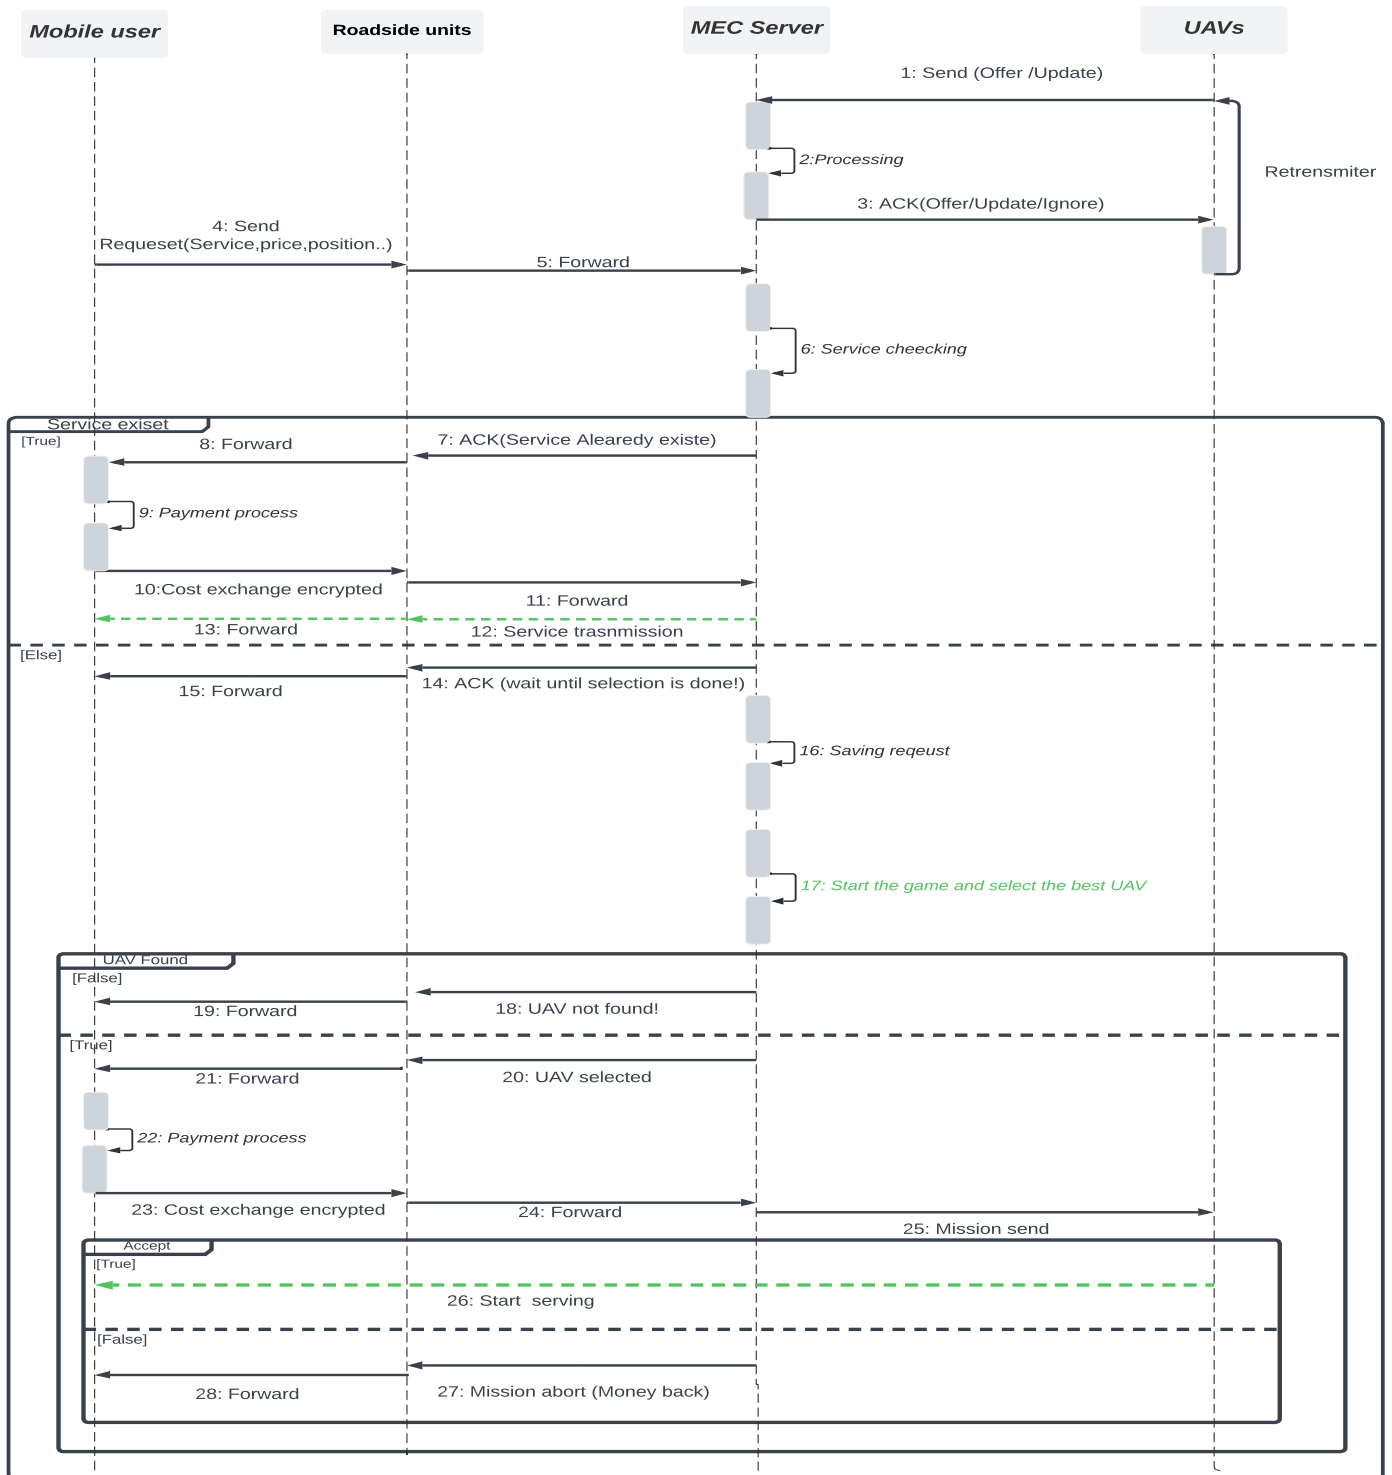 Mobile user
Roadside units
MEC Server
UAVs
1: Send (Offer /Update)
2:Processing
Retrensmiter
3: ACK(Offer/Update/Ignore)
4: Send
Requeset(Service,price,position..)
5: Forward
6: Service cheecking
Service exiset
[True]
7: ACK(Service Alearedy existe)
8: Forward
9: Payment process
10:Cost exchange encrypted
11: Forward
12: Service trasnmission
13: Forward
[Else]
14: ACK (wait until selection is done!)
15: Forward
16: Saving reqeust
17: Start the game and select the best UAV
UAV Found
[False]
18: UAV not found!
19: Forward
[True]
20: UAV selected
21: Forward
22: Payment process
23: Cost exchange encrypted
24: Forward
25: Mission send
Accept
[True]
26: Start  serving
[False]
27: Mission abort (Money back)
28: Forward